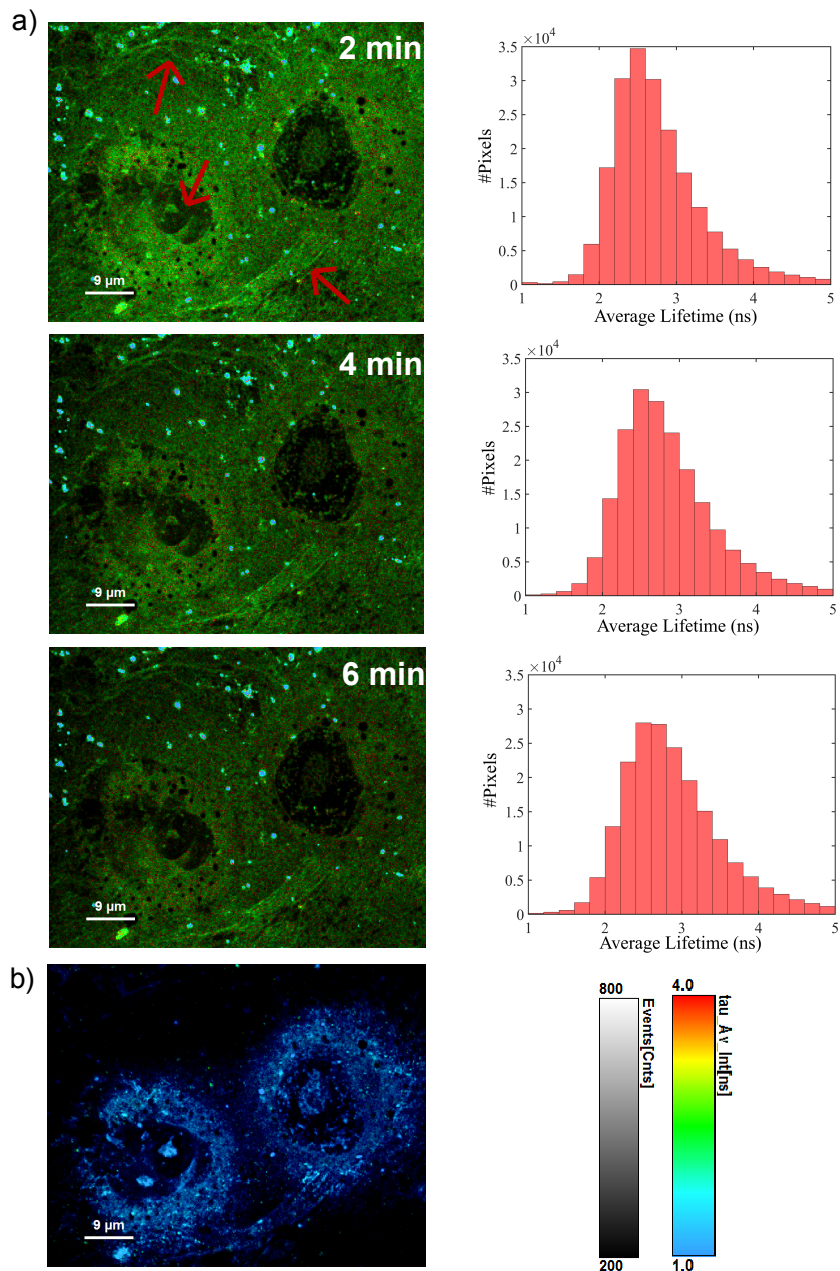 a)
2 min
9 µm
3.5 ×10⁴
3
2.5
2
1.5
1
0.5
0
#Pixels
1 2 3 4 5
Average Lifetime (ns)
4 min
9 µm
3.5 ×10⁴
3
2.5
2
1.5
1
0.5
0
#Pixels
1 2 3 4 5
Average Lifetime (ns)
6 min
9 µm
3.5 ×10⁴
3
2.5
2
1.5
1
0.5
0
#Pixels
1 2 3 4 5
Average Lifetime (ns)
b)
9 µm
800
Events[Cnts]
200
4.0
tau_Av_Int[ns]
1.0